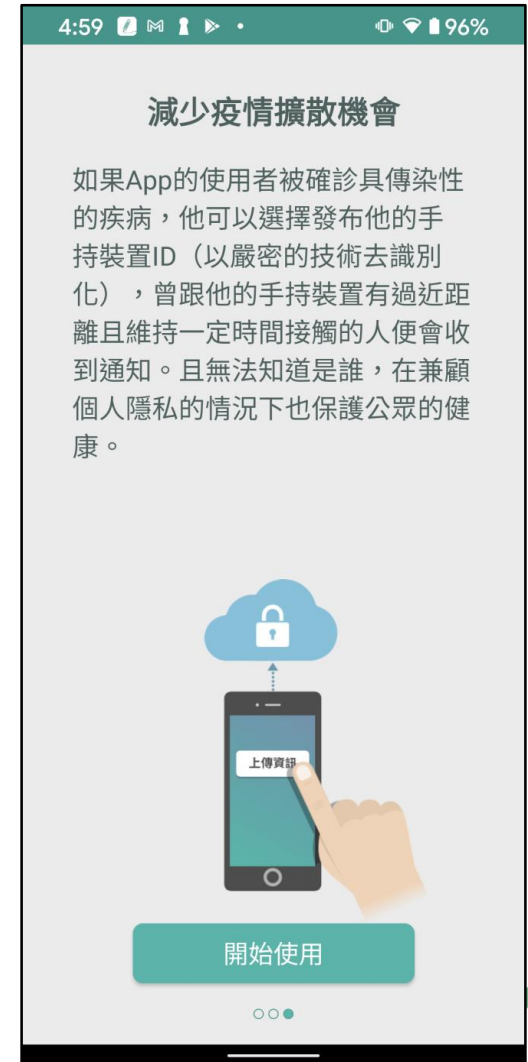 4:59
96%
減少疫情擴散機會
如果App的使用者被確診具傳染性
的疾病，他可以選擇發布他的手
持裝置ID（以嚴密的技術去識別
化），曾跟他的手持裝置有過近距
離且維持一定時間接觸的人便會收
到通知。且無法知道是誰，在兼顧
個人隱私的情況下也保護公眾的健
康。
上傳資訊
開始使用